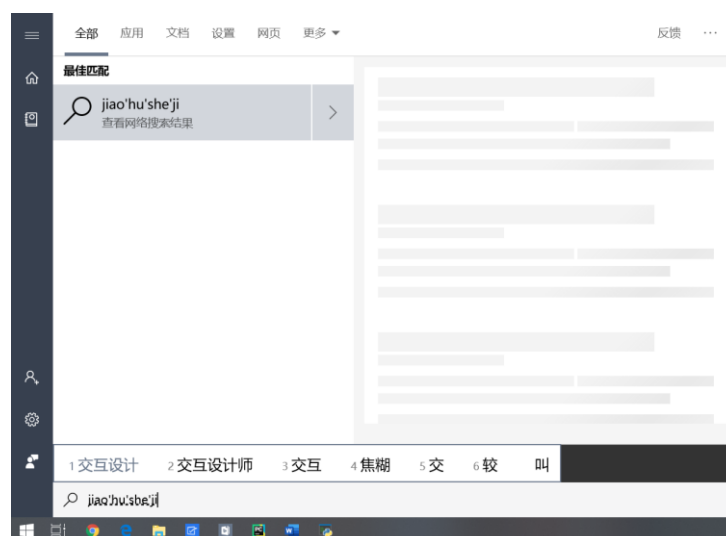 全部 应用 文档 设置 网页 更多 反馈 ...
最佳匹配
jiao'hu'she'ji
查看网络搜索结果
1 交互设计 2 交互设计师 3 交互 4 焦糊 5 交 6 较 叫
jiao'hu'she'ji